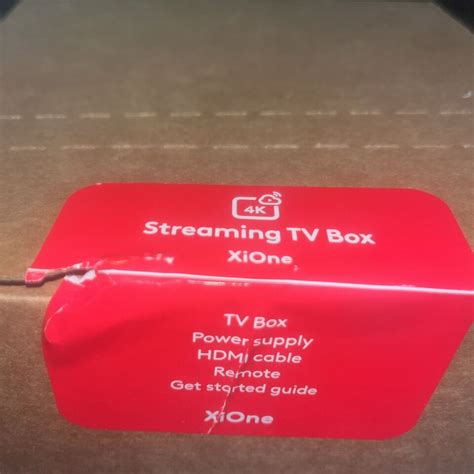 4K
Streaming TV Box
XiOne
TV Box
Power supply
HDMI cable
Remote
Get started guide
XiOne